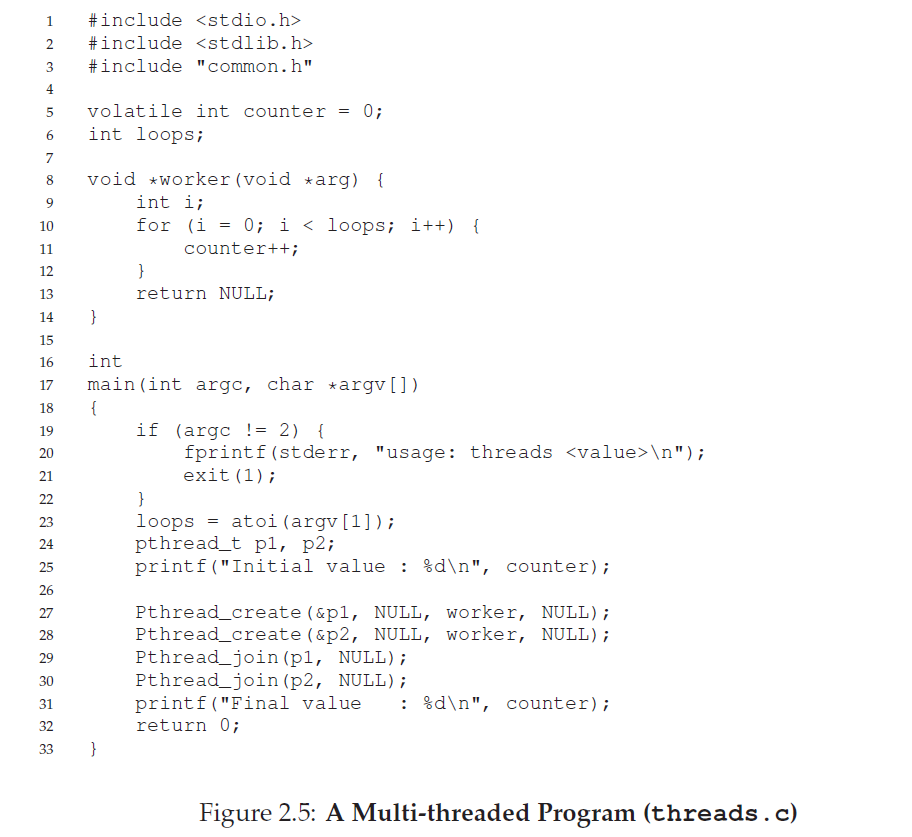 1 #include <stdio.h>
2 #include <stdlib.h>
3 #include "common.h"
4
5 volatile int counter = 0;
6 int loops;
7
8 void *worker(void *arg) {
9     int i;
10     for (i = 0; i < loops; i++) {
11         counter++;
12     }
13     return NULL;
14 }
15
16 int
17 main(int argc, char *argv[])
18 {
19     if (argc != 2) {
20         fprintf(stderr, "usage: threads <value>\n");
21         exit(1);
22     }
23     loops = atoi(argv[1]);
24     pthread_t p1, p2;
25     printf("Initial value : %d\n", counter);
26
27     Pthread_create(&p1, NULL, worker, NULL);
28     Pthread_create(&p2, NULL, worker, NULL);
29     Pthread_join(p1, NULL);
30     Pthread_join(p2, NULL);
31     printf("Final value   : %d\n", counter);
32     return 0;
33 }
Figure 2.5: A Multi-threaded Program (threads.c)